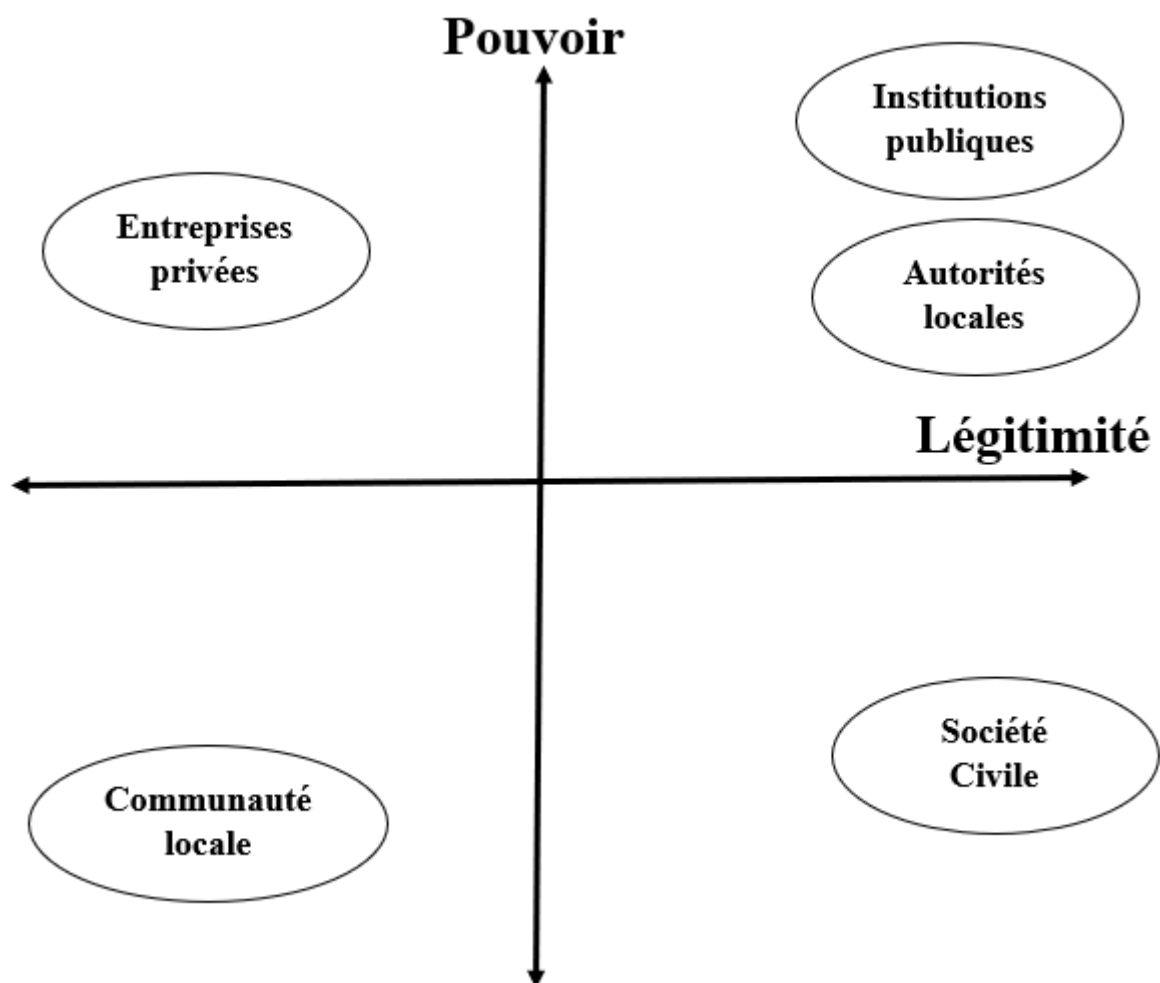 Pouvoir
Institutions
publiques
Entreprises
privées
Autorités
locales
Légitimité
Société
Civile
Communauté
locale